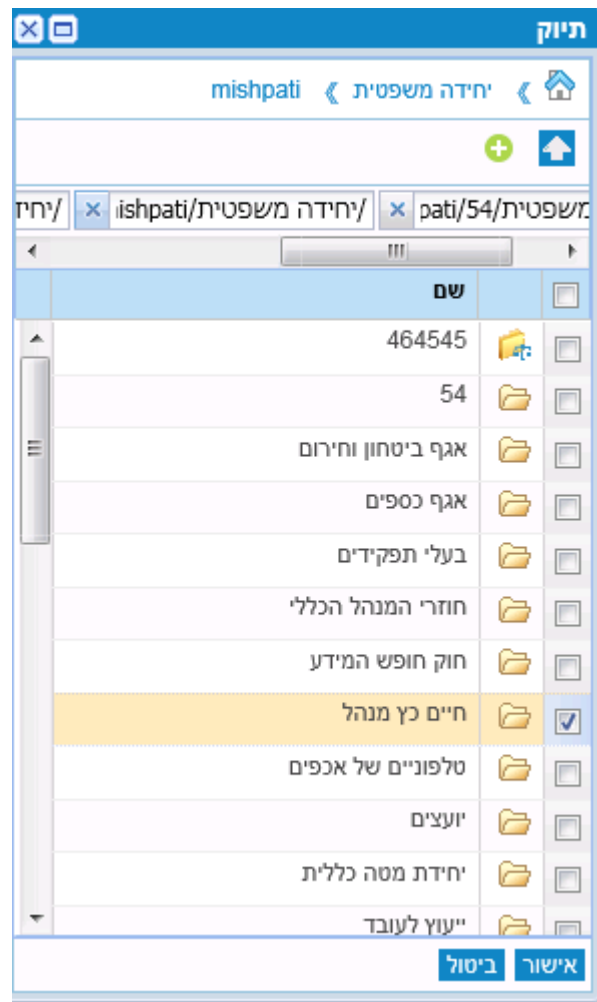 תיוק
יחידה משפטית 》 mishpati 》
משפטית/54/pati /יחידה משפטית/ishpati /יחיד
שם
464545
54
אגף ביטחון וחירום
אגף כספים
בעלי תפקידים
חוזרי המנהל הכללי
חוק חופש המידע
חיים כץ מנהל
טלפוניים של אכפים
יועצים
יחידת מטה כללית
ייעוץ לעובד
אישור ביטול